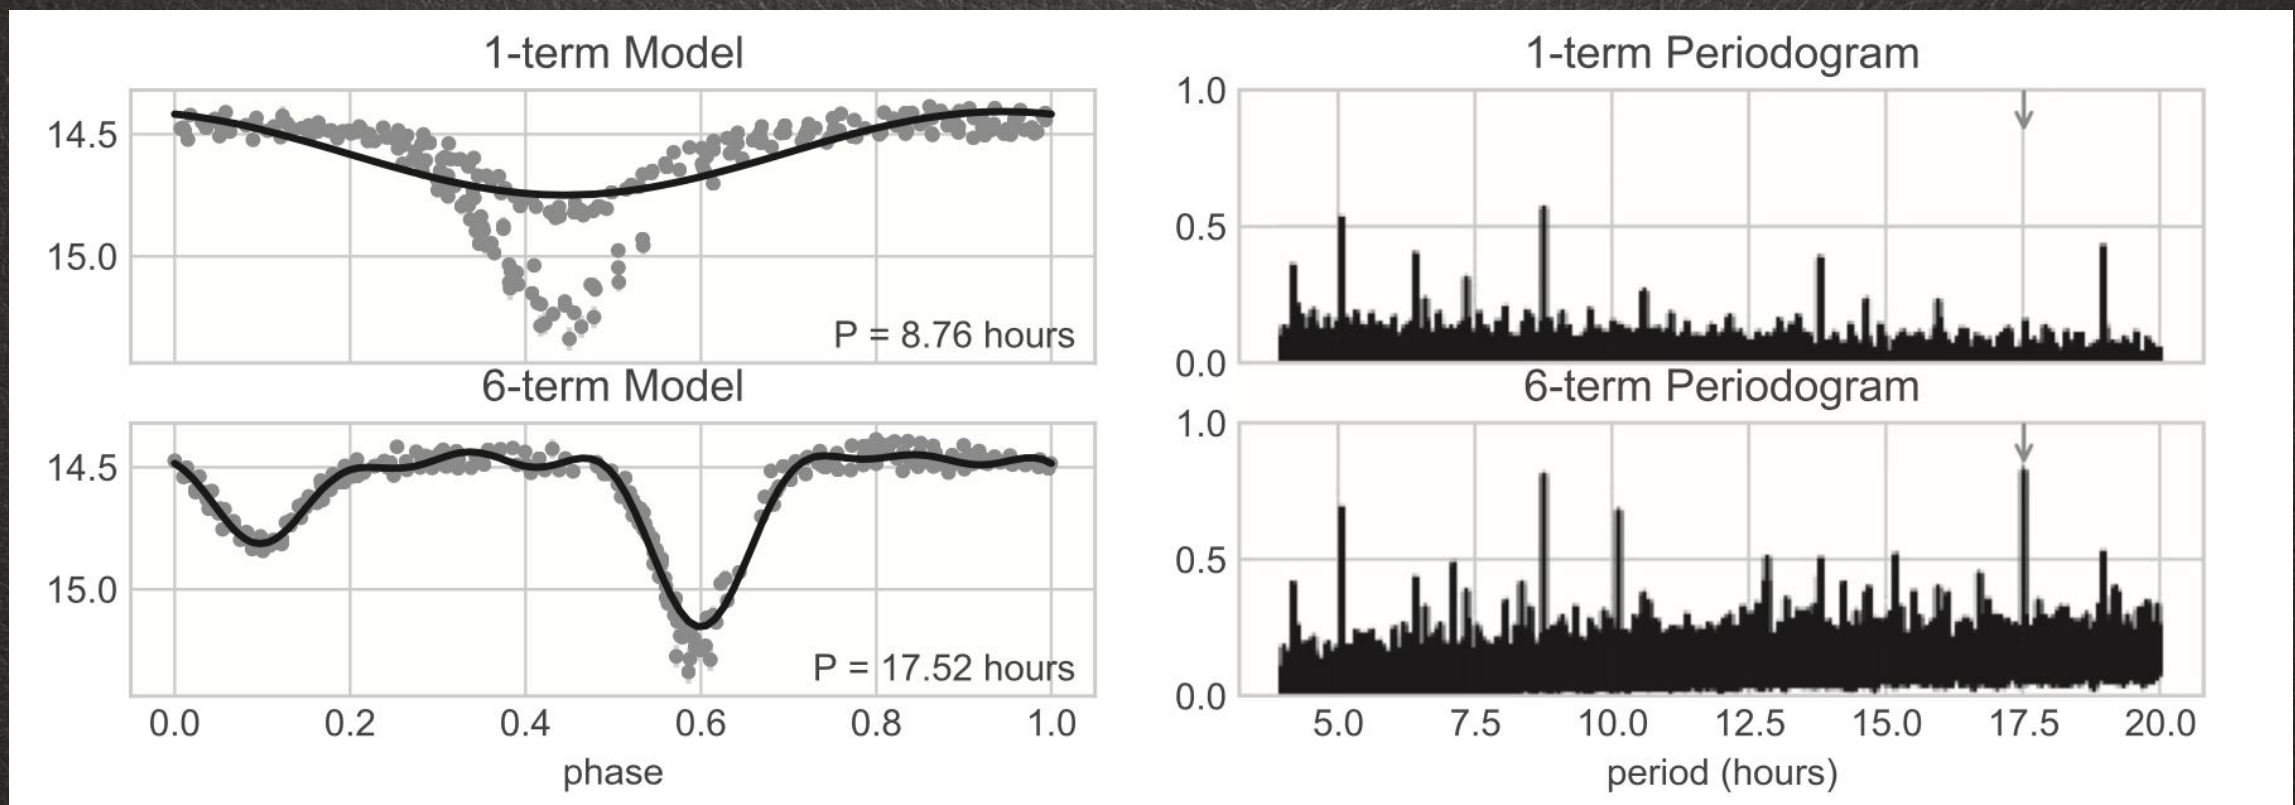 1-term Model
14.5
15.0
P = 8.76 hours
6-term Model
14.5
15.0
P = 17.52 hours
0.0 0.2 0.4 0.6 0.8 1.0
phase
1-term Periodogram
1.0
0.5
0.0
6-term Periodogram
1.0
0.5
0.0
5.0 7.5 10.0 12.5 15.0 17.5 20.0
period (hours)